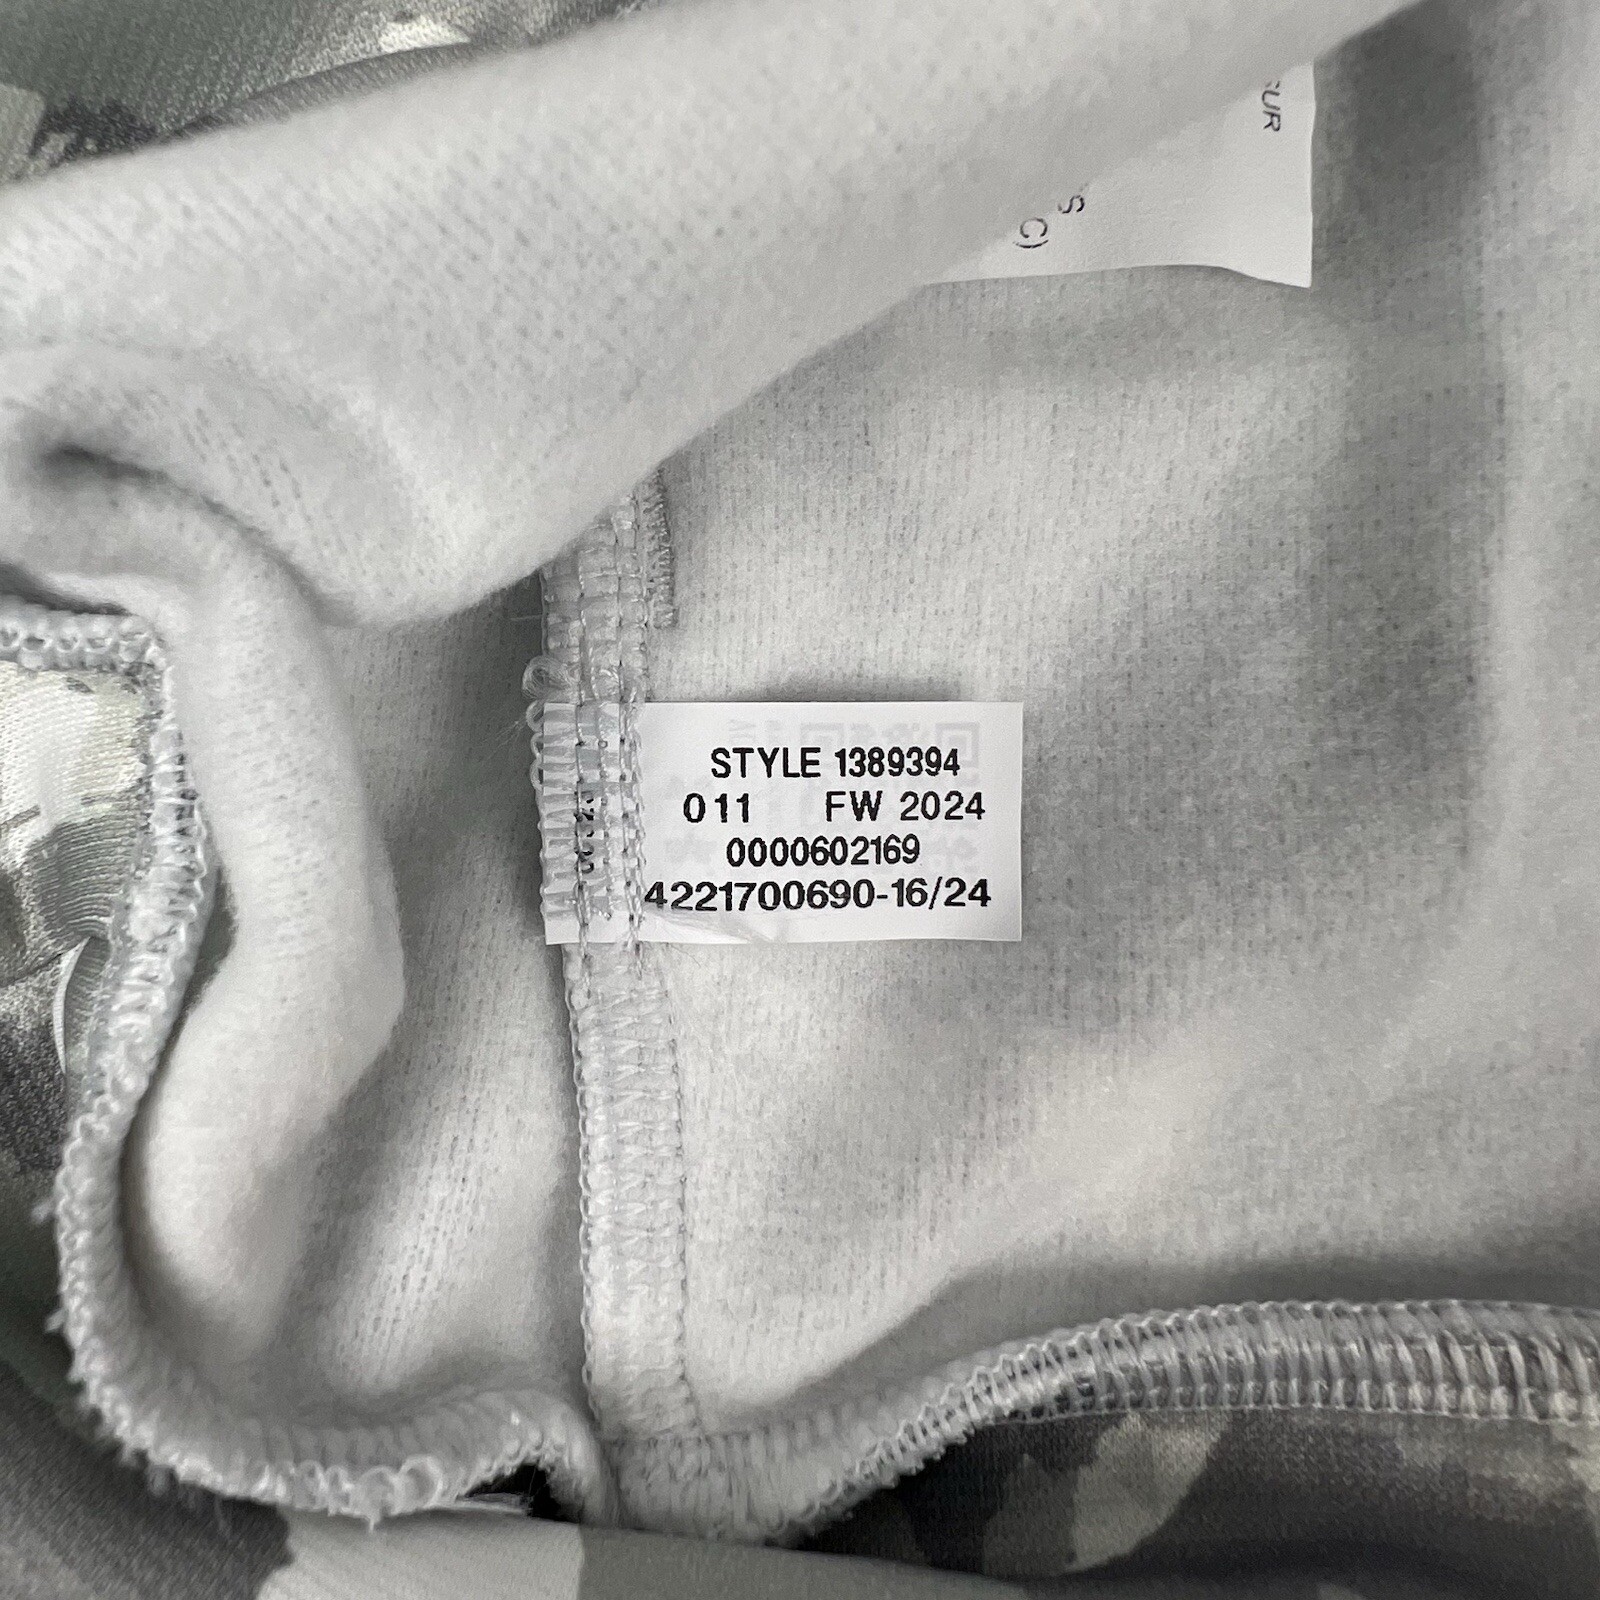 S
C)
STYLE 1389394
011 FW 2024
0000602169
4221700690-16/24